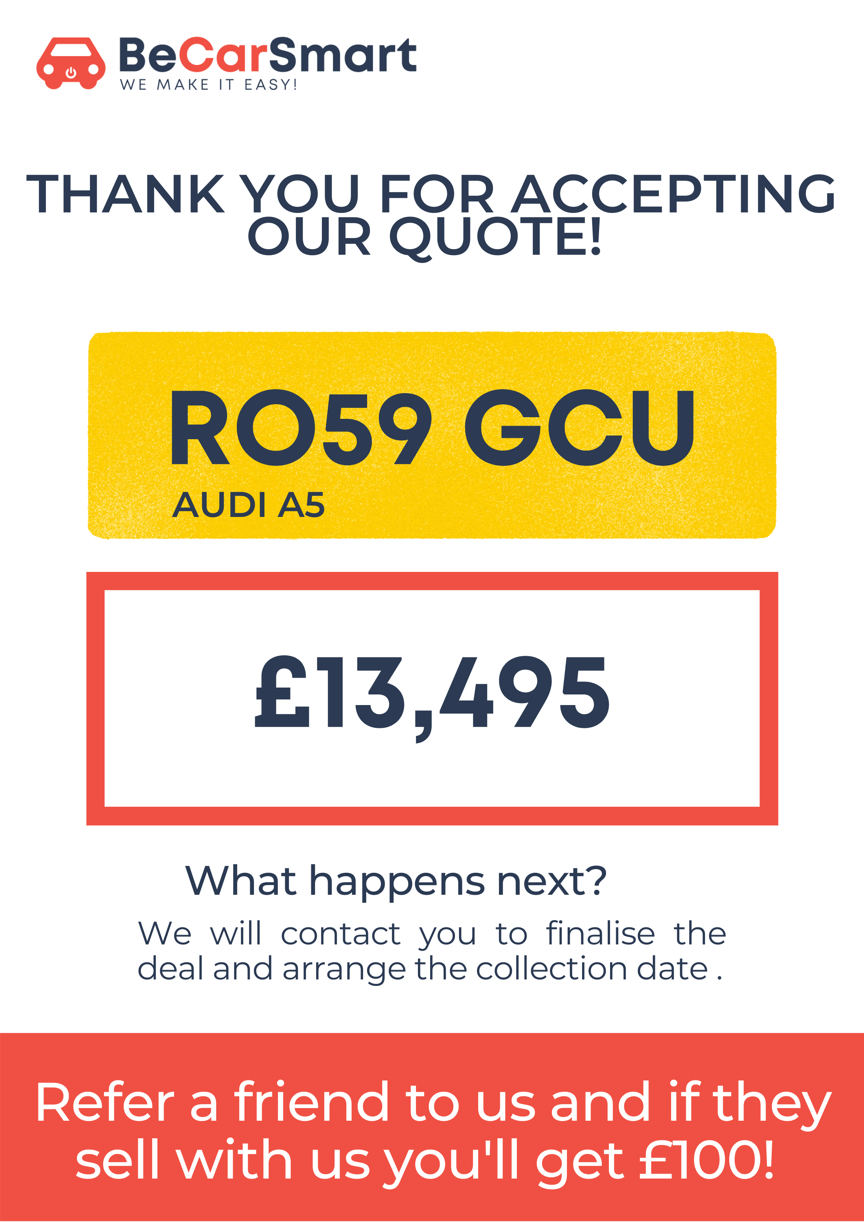 BeCarSmart
WE MAKE IT EASY!
THANK YOU FOR ACCEPTING
OUR QUOTE!
RO59 GCU
AUDI A5
£13,495
What happens next?
We will contact you to finalise the
deal and arrange the collection date .
Refer a friend to us and if they
sell with us you'll get £100!